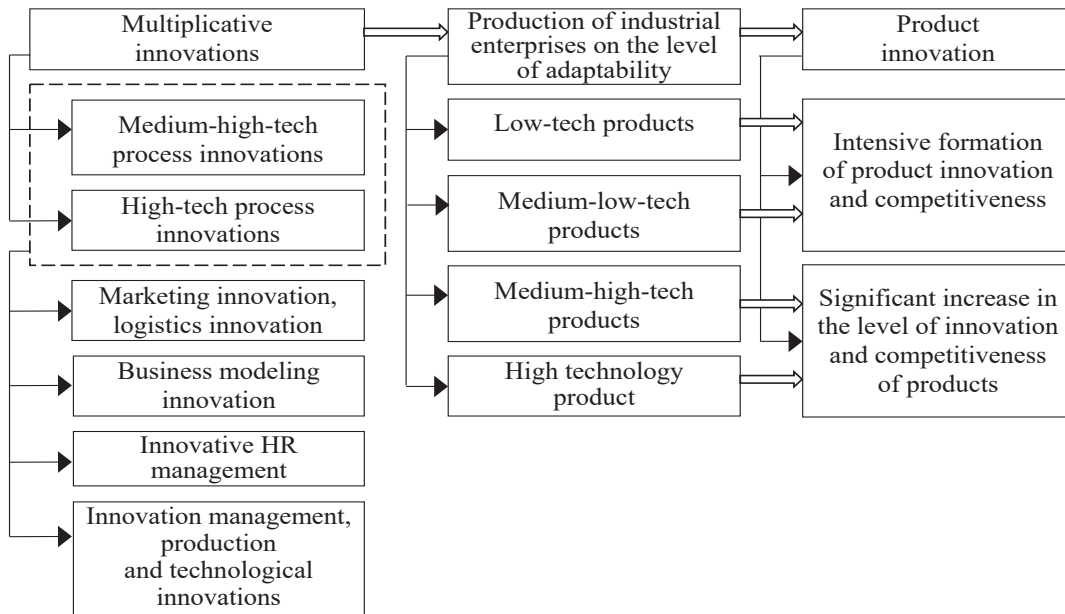 Multiplicative
innovations
Medium-high-tech
process innovations
High-tech process
innovations
Marketing innovation,
logistics innovation
Business modeling
innovation
Innovative HR
management
Innovation management,
production
and technological
innovations
Production of industrial
enterprises on the level
of adaptability
Low-tech products
Medium-low-tech
products
Medium-high-tech
products
High technology
product
Product
innovation
Intensive formation
of product innovation
and competitiveness
Significant increase in
the level of innovation
and competitiveness
of products